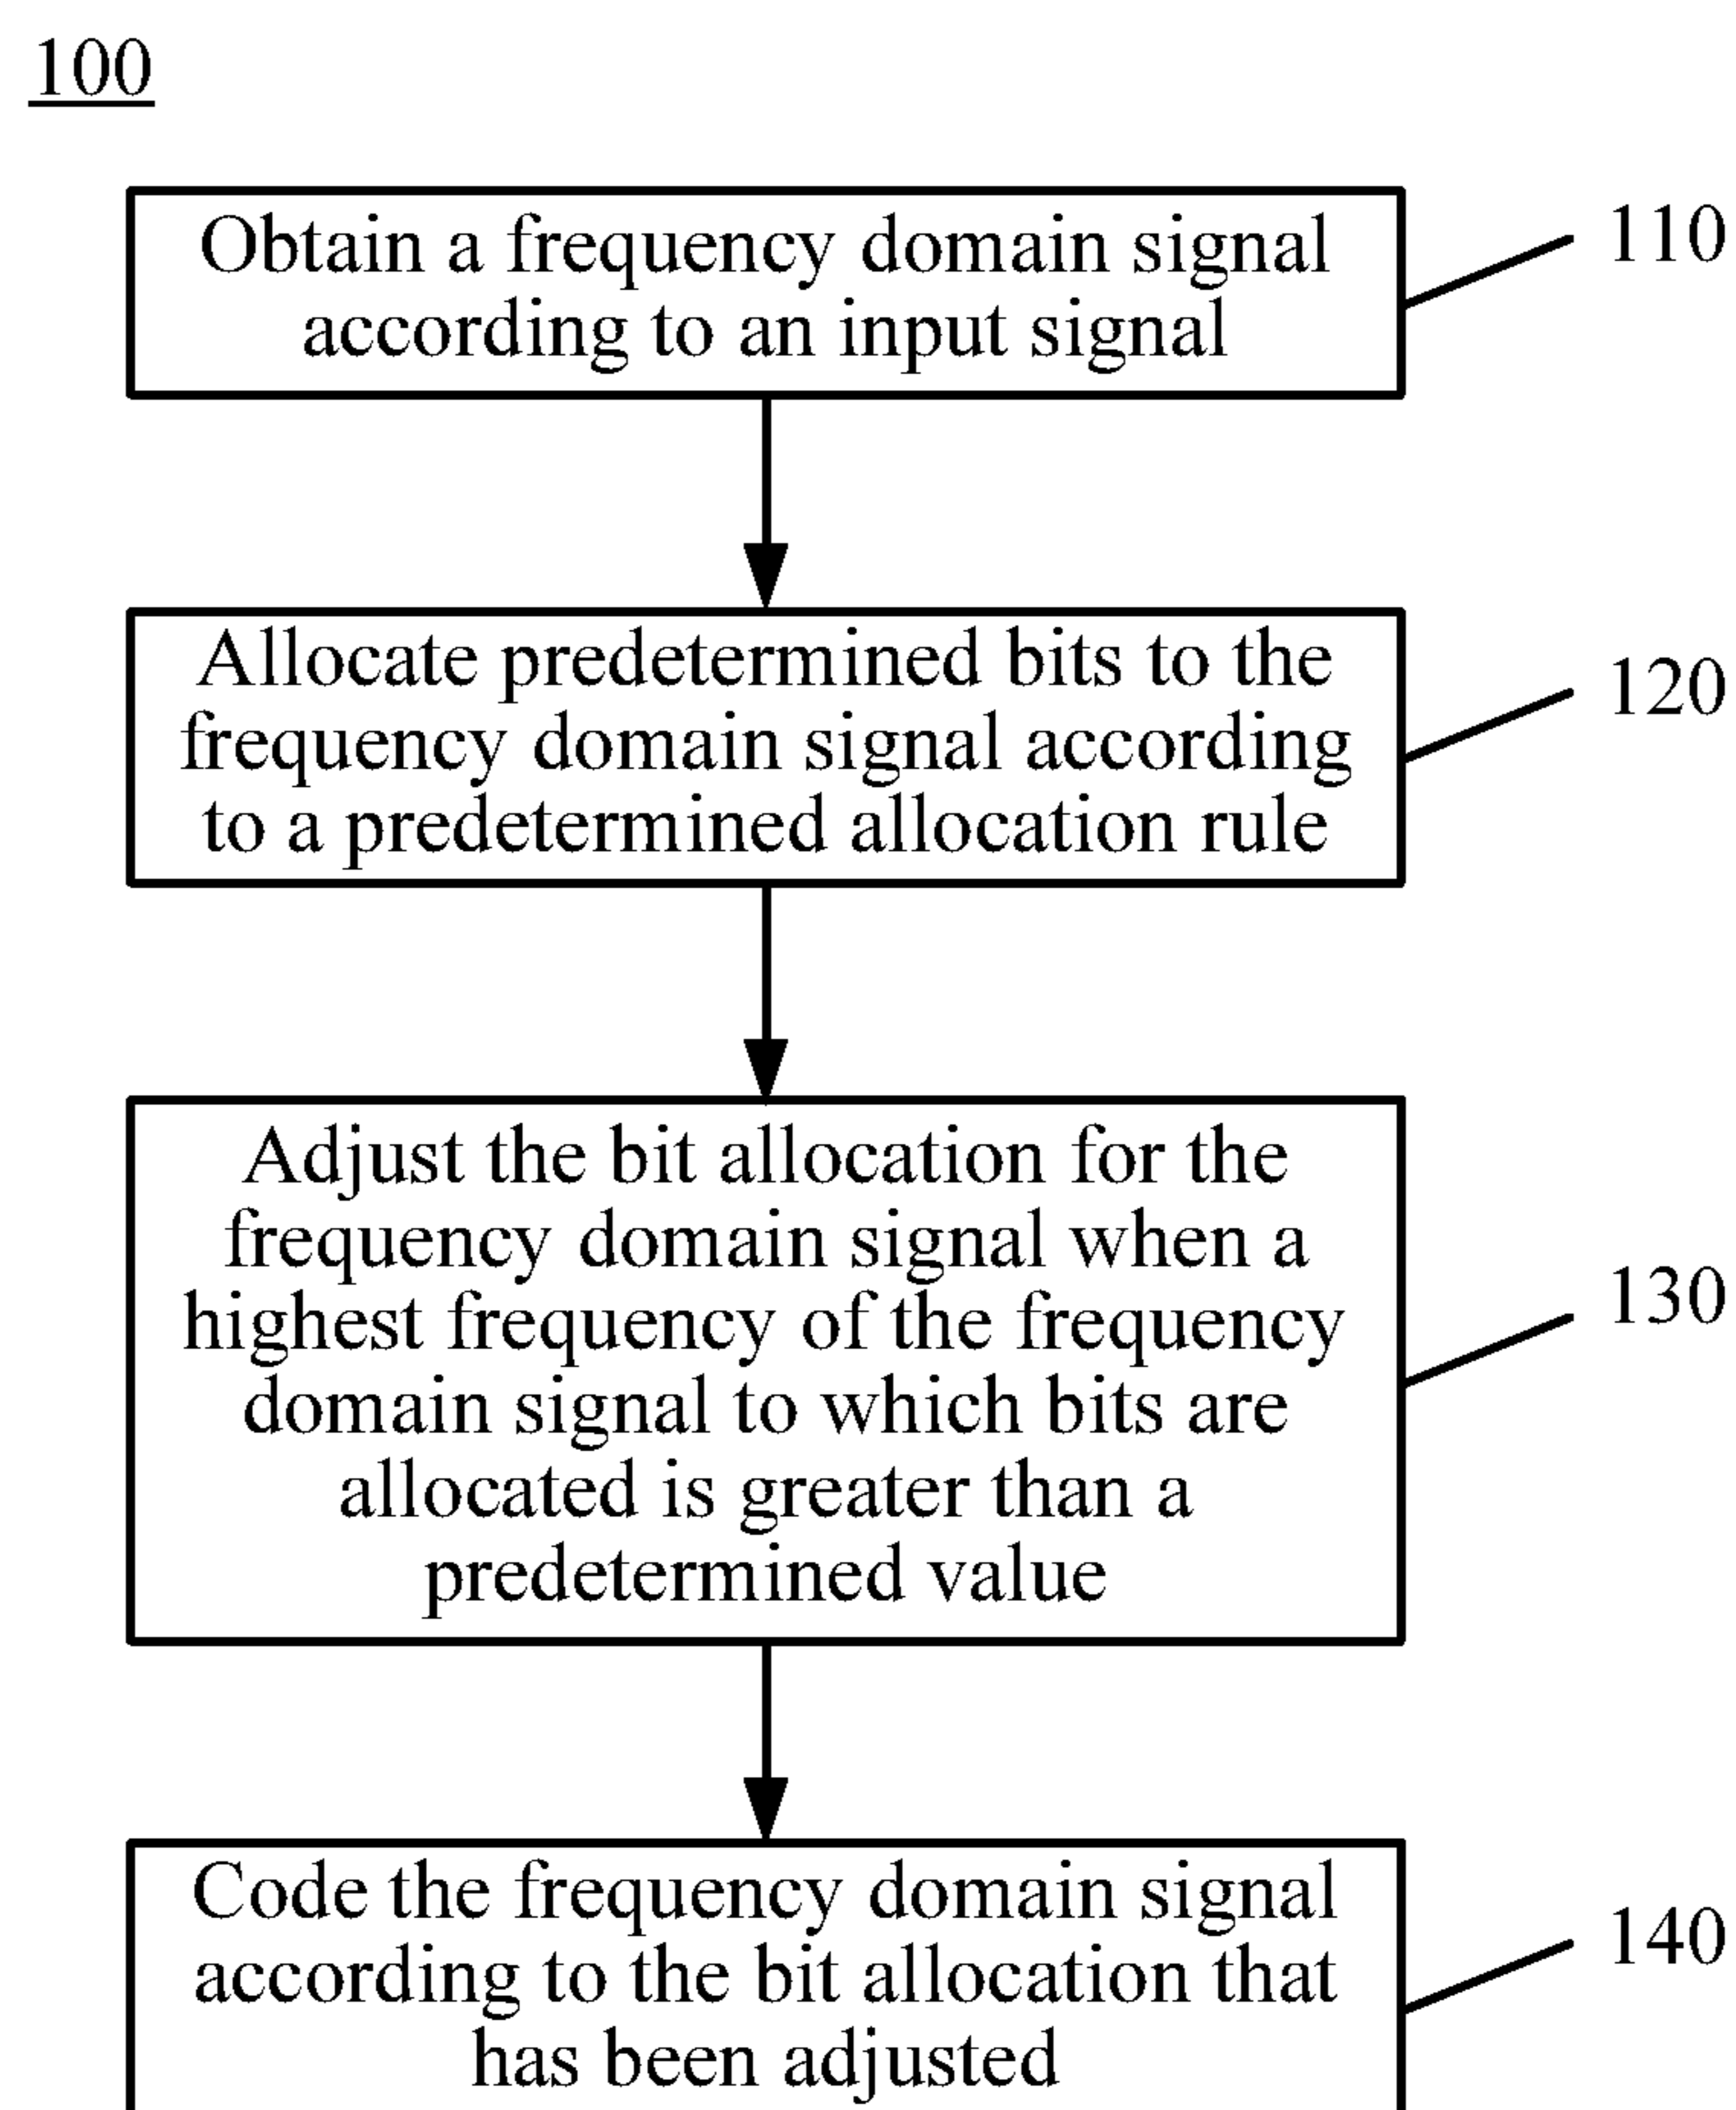 100
Obtain a frequency domain signal
according to an input signal
110
Allocate predetermined bits to the
frequency domain signal according
to a predetermined allocation rule
120
Adjust the bit allocation for the
frequency domain signal when a
highest frequency of the frequency
domain signal to which bits are
allocated is greater than a
predetermined value
130
Code the frequency domain signal
according to the bit allocation that
has been adjusted
140